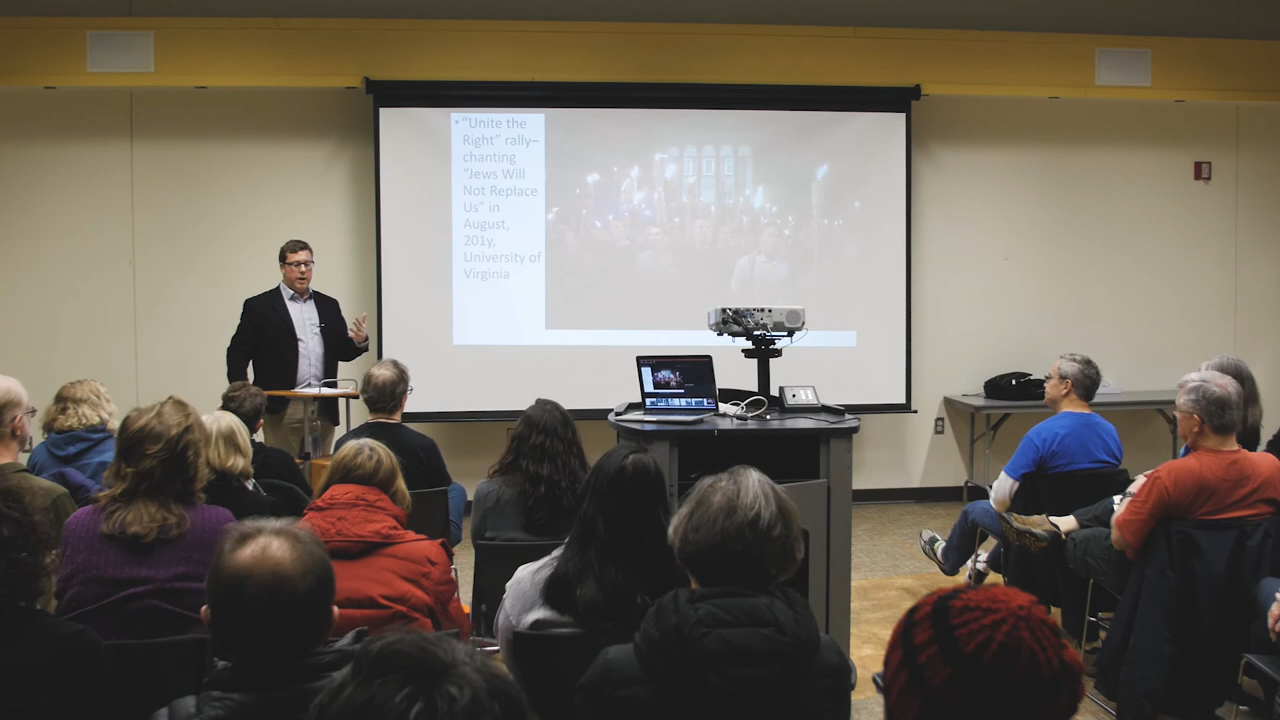 • "Unite the
Right" rally–
chanting
"Jews Will
Not Replace
Us" in
August,
201y,
University of
Virginia